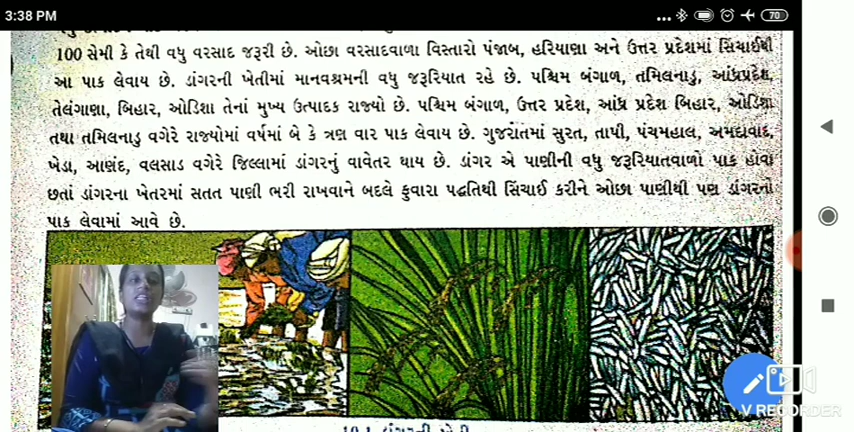 3:38 PM
70
100 સેમી કે તેથી વધુ વરસાદ જરૂરી છે. ઓછા વરસાદવાળા વિસ્તારો પંજાબ, હરિયાણા અને ઉત્તર પ્રદેશમાં સિંચાઈથી
આ પાક લેવાય છે. ડાંગરની ખેતીમાં માનવશ્રમની વધુ જરૂરિયાત રહે છે. પશ્ચિમ બંગાળ, તમિલનાડુ, આંધ્રપ્રદેશ,
તેલંગાણા, બિહાર, ઓડિશા તેનાં મુખ્ય ઉત્પાદક રાજ્યો છે. પશ્ચિમ બંગાળ, ઉત્તર પ્રદેશ, આંધ્ર પ્રદેશ બિહાર, ઓડિશા
તથા તમિલનાડુ વગેરે રાજ્યોમાં વર્ષમાં બે કે ત્રણ વાર પાક લેવાય છે. ગુજરાતમાં સુરત, તાપી, પંચમહાલ, અમદાવાદ,
ખેડા, આણંદ, વલસાડ વગેરે જિલ્લામાં ડાંગરનું વાવેતર થાય છે. ડાંગર એ પાણીની વધુ જરૂરિયાતવાળો પાક હોવા
છતાં ડાંગરના ખેતરમાં સતત પાણી ભરી રાખવાને બદલે ફુવારા પદ્ધતિથી સિંચાઈ કરીને ઓછા પાણીથી પણ ડાંગરનો
પાક લેવામાં આવે છે.
V RECORDER